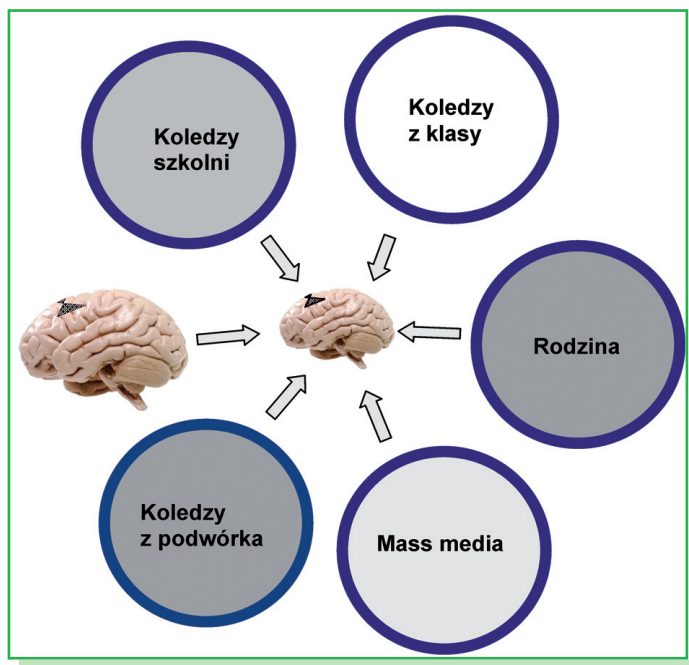 Koledzy
szkolni
Koledzy
z klasy
Rodzina
Koledzy
z podwórka
Mass media